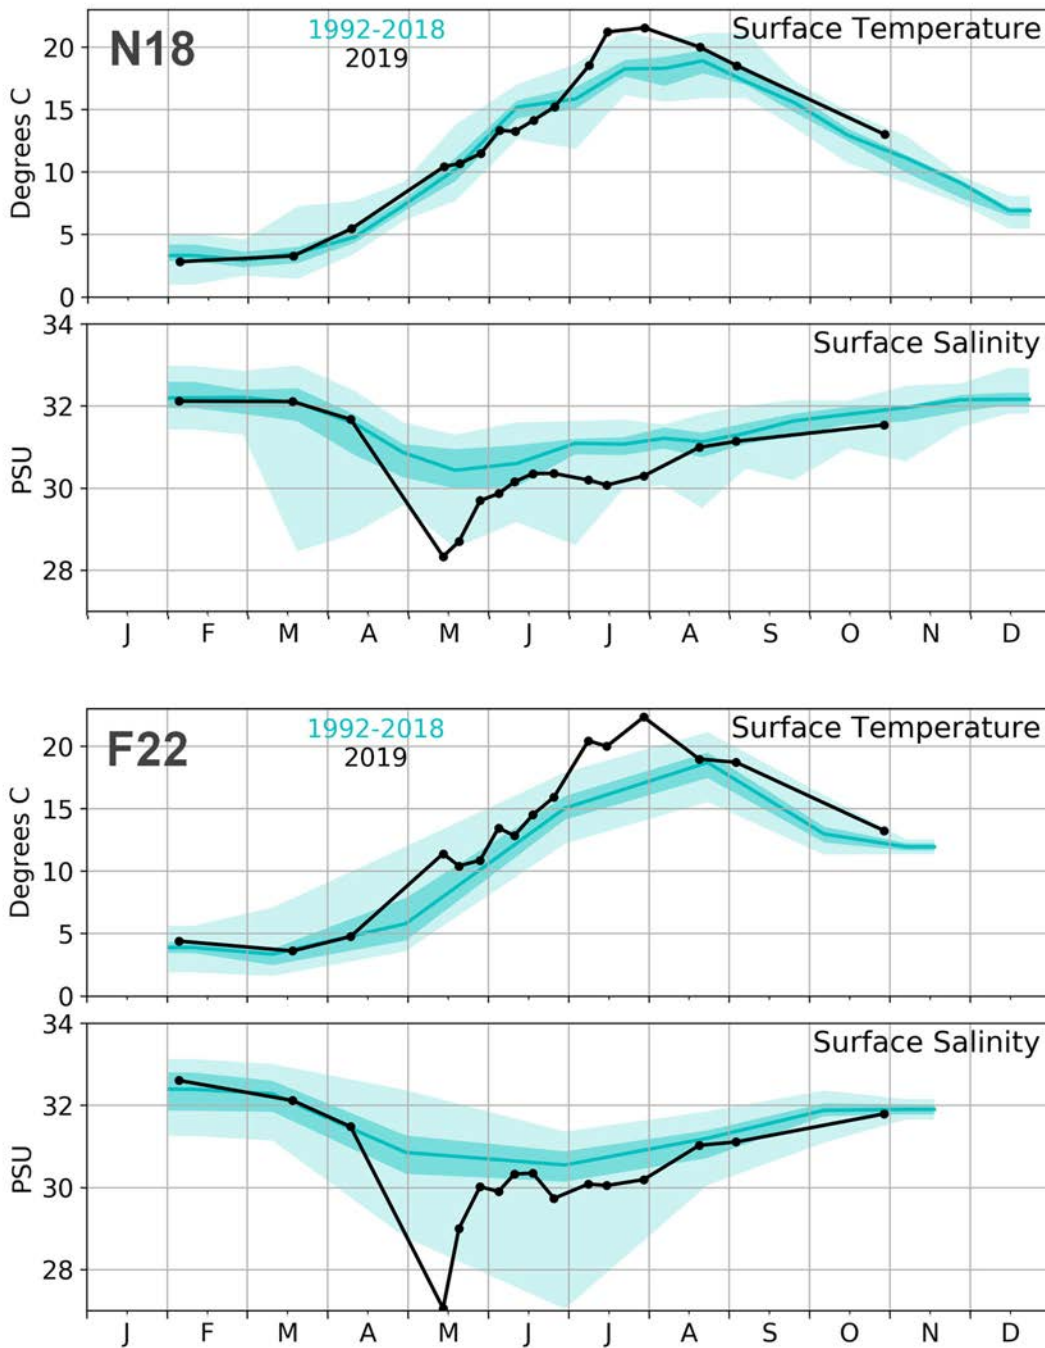 N18
1992-2018
2019
Surface Temperature
Degrees C
20
15
10
5
0
Surface Salinity
PSU
34
32
30
28
J F M A M J J A S O N D
F22
1992-2018
2019
Surface Temperature
Degrees C
20
15
10
5
0
Surface Salinity
PSU
34
32
30
28
J F M A M J J A S O N D